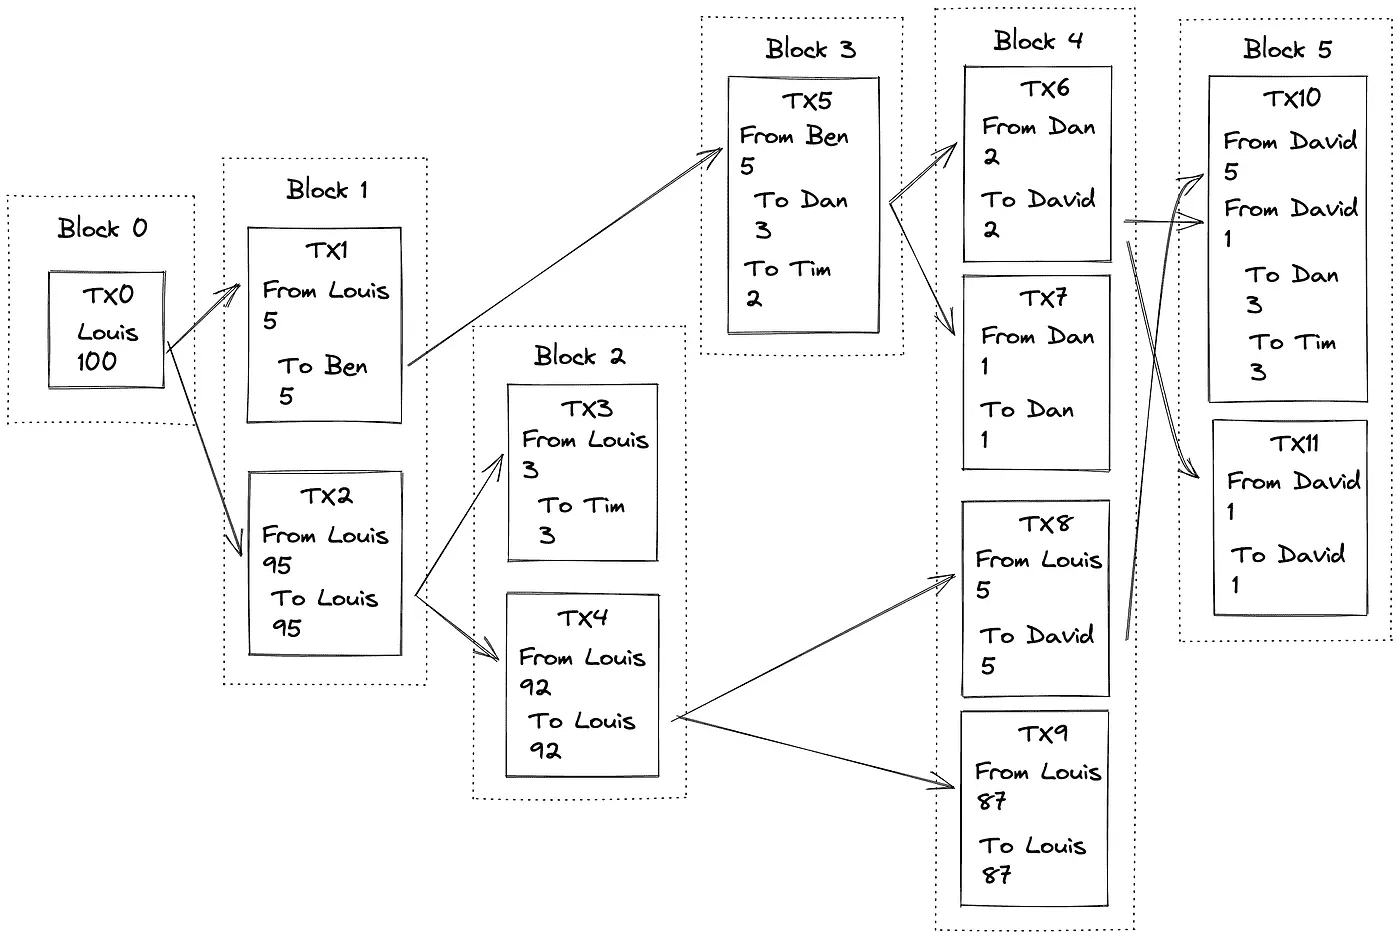 Block 0
TX0
Louis
100
Block 1
TX1
From Louis
5
To Ben
5
TX2
From Louis
95
To Louis
95
Block 2
TX3
From Louis
3
To Tim
3
TX4
From Louis
92
To Louis
92
Block 3
TX5
From Ben
5
To Dan
3
To Tim
2
Block 4
TX6
From Dan
2
To David
2
TX7
From Dan
1
To Dan
1
TX8
From Louis
5
To David
5
TX9
From Louis
87
To Louis
87
Block 5
TX10
From David
5
From David
1
To Dan
3
To Tim
3
TX11
From David
1
To David
1